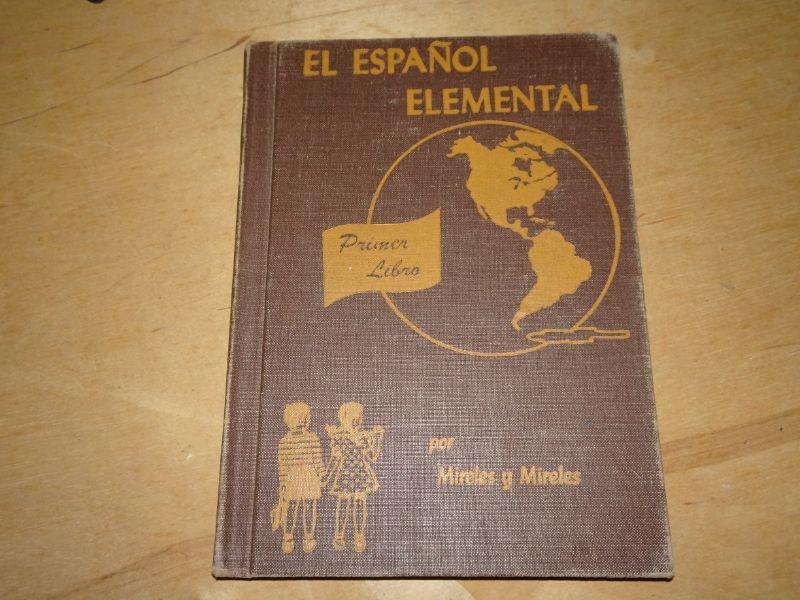 EL ESPAÑOL
ELEMENTAL
Primer
Libro
por
Mireles y Mireles